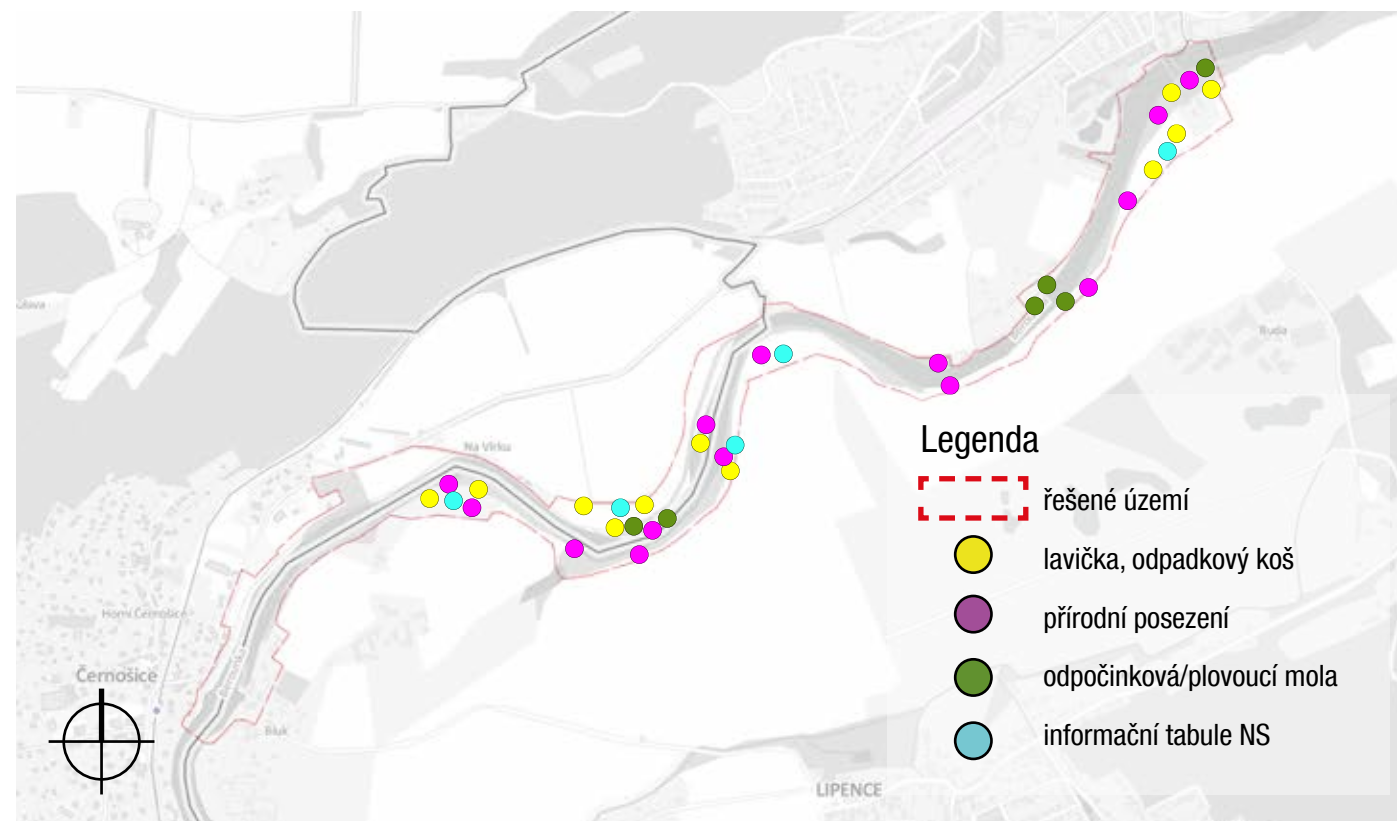 Ruda
Na Vírku
Horní Černošice
Černošice
Berounka
Bluk
LIPENCE
Legenda
řešené území
lavička, odpadkový koš
přírodní posezení
odpočinková/plovoucí mola
informační tabule NS